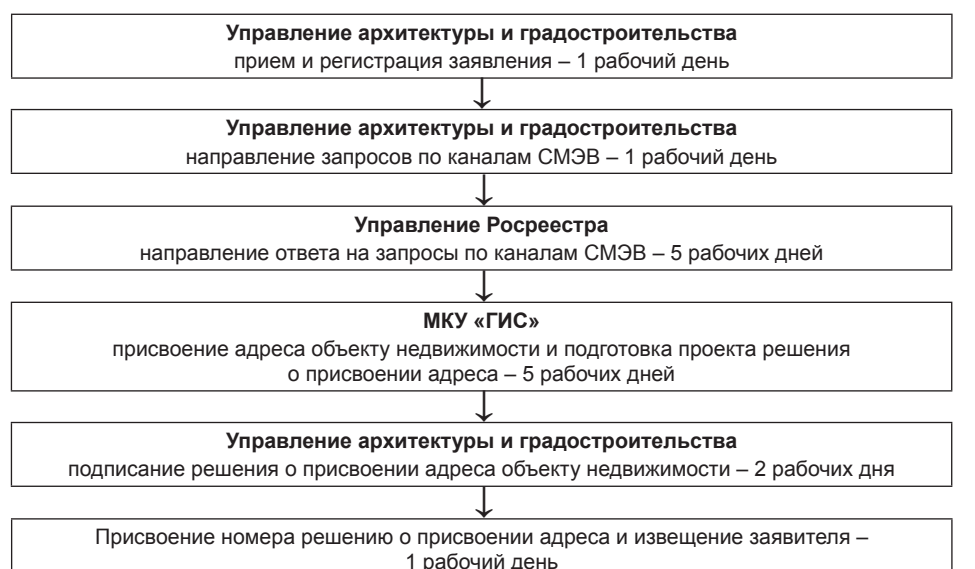 Управление архитектуры и градостроительства
прием и регистрация заявления – 1 рабочий день
Управление архитектуры и градостроительства
направление запросов по каналам СМЭВ – 1 рабочий день
Управление Росреестра
направление ответа на запросы по каналам СМЭВ – 5 рабочих дней
МКУ «ГИС»
присвоение адреса объекту недвижимости и подготовка проекта решения
о присвоении адреса – 5 рабочих дней
Управление архитектуры и градостроительства
подписание решения о присвоении адреса объекту недвижимости – 2 рабочих дня
Присвоение номера решению о присвоении адреса и извещение заявителя –
1 рабочий день